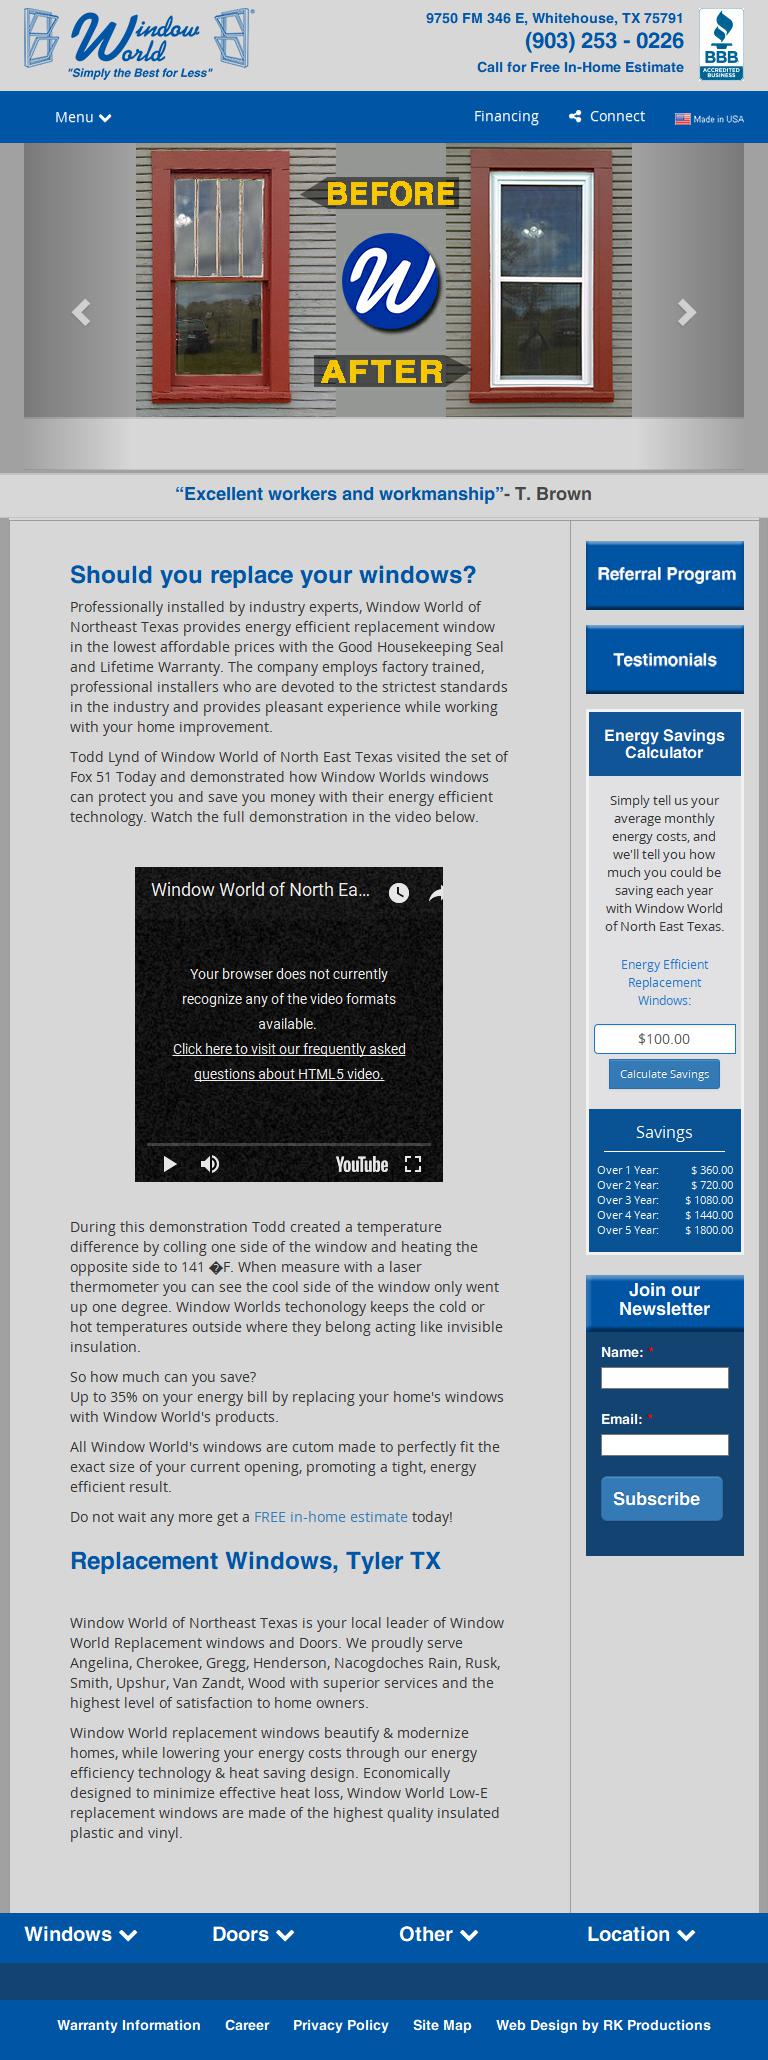 Window World
"Simply the Best for Less"
9750 FM 346 E, Whitehouse, TX 75791
(903) 253 - 0226
Call for Free In-Home Estimate
BBB
ACCREDITED BUSINESS
Menu
Financing
Connect
Made in USA
BEFORE
W
AFTER
“Excellent workers and workmanship”- T. Brown
Should you replace your windows?
Professionally installed by industry experts, Window World of
Northeast Texas provides energy efficient replacement window
in the lowest affordable prices with the Good Housekeeping Seal
and Lifetime Warranty. The company employs factory trained,
professional installers who are devoted to the strictest standards
in the industry and provides pleasant experience while working
with your home improvement.
Todd Lynd of Window World of North East Texas visited the set of
Fox 51 Today and demonstrated how Window Worlds windows
can protect you and save you money with their energy efficient
technology. Watch the full demonstration in the video below.
Window World of North Ea...
Your browser does not currently
recognize any of the video formats
available.
Click here to visit our frequently asked
questions about HTML5 video.
YouTube
During this demonstration Todd created a temperature
difference by colling one side of the window and heating the
opposite side to 141 �F. When measure with a laser
thermometer you can see the cool side of the window only went
up one degree. Window Worlds techonology keeps the cold or
hot temperatures outside where they belong acting like invisible
insulation.
So how much can you save?
Up to 35% on your energy bill by replacing your home's windows
with Window World's products.
All Window World's windows are cutom made to perfectly fit the
exact size of your current opening, promoting a tight, energy
efficient result.
Do not wait any more get a FREE in-home estimate today!
Replacement Windows, Tyler TX
Window World of Northeast Texas is your local leader of Window
World Replacement windows and Doors. We proudly serve
Angelina, Cherokee, Gregg, Henderson, Nacogdoches Rain, Rusk,
Smith, Upshur, Van Zandt, Wood with superior services and the
highest level of satisfaction to home owners.
Window World replacement windows beautify & modernize
homes, while lowering your energy costs through our energy
efficiency technology & heat saving design. Economically
designed to minimize effective heat loss, Window World Low-E
replacement windows are made of the highest quality insulated
plastic and vinyl.
Referral Program
Testimonials
Energy Savings
Calculator
Simply tell us your
average monthly
energy costs, and
we'll tell you how
much you could be
saving each year
with Window World
of North East Texas.
Energy Efficient
Replacement
Windows:
$100.00
Calculate Savings
Savings
Over 1 Year: $ 360.00
Over 2 Year: $ 720.00
Over 3 Year: $ 1080.00
Over 4 Year: $ 1440.00
Over 5 Year: $ 1800.00
Join our
Newsletter
Name: *
Email: *
Subscribe
Windows
Doors
Other
Location
Warranty Information
Career
Privacy Policy
Site Map
Web Design by RK Productions